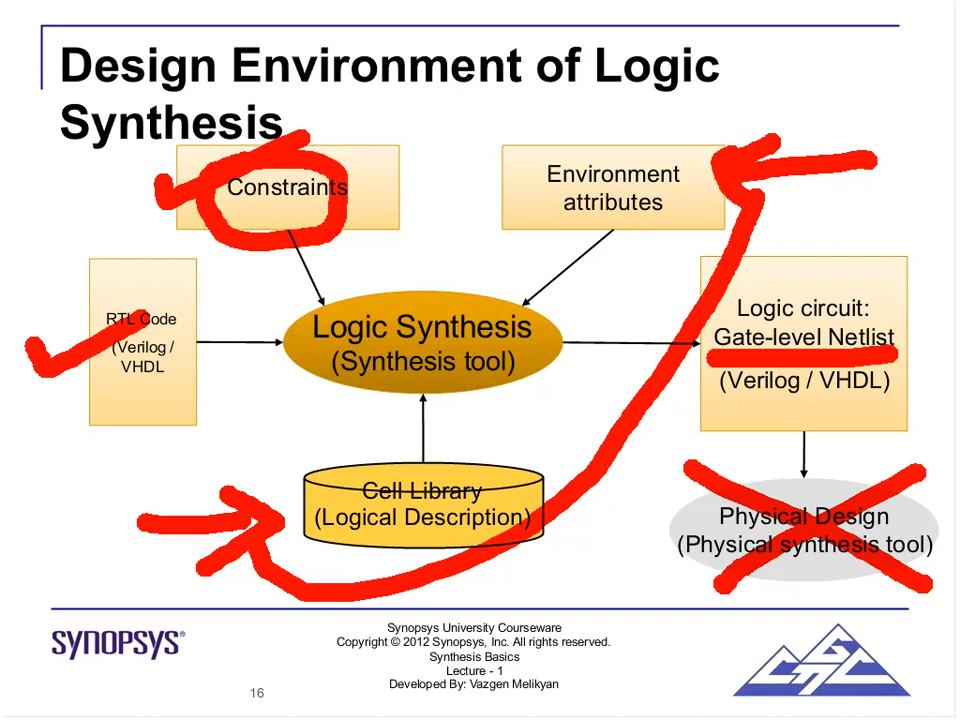 Design Environment of Logic
Synthesis
Constraints
Environment
attributes
RTL Code
(Verilog /
VHDL
Logic Synthesis
(Synthesis tool)
Logic circuit:
Gate-level Netlist
(Verilog / VHDL)
Cell Library
(Logical Description)
Physical Design
(Physical synthesis tool)
SYNOPSYS®
Synopsys University Courseware
Copyright © 2012 Synopsys, Inc. All rights reserved.
Synthesis Basics
Lecture - 1
Developed By: Vazgen Melikyan
16